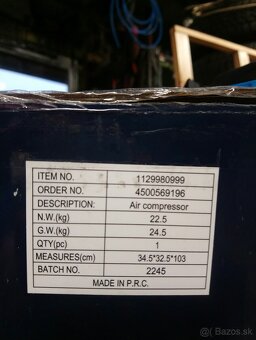 ITEM NO. 1129980999
ORDER NO. 4500569196
DESCRIPTION: Air compressor
N.W.(kg) 22.5
G.W.(kg) 24.5
QTY(pc) 1
MEASURES(cm) 34.5*32.5*103
BATCH NO. 2245
MADE IN P.R.C.
bazos.sk